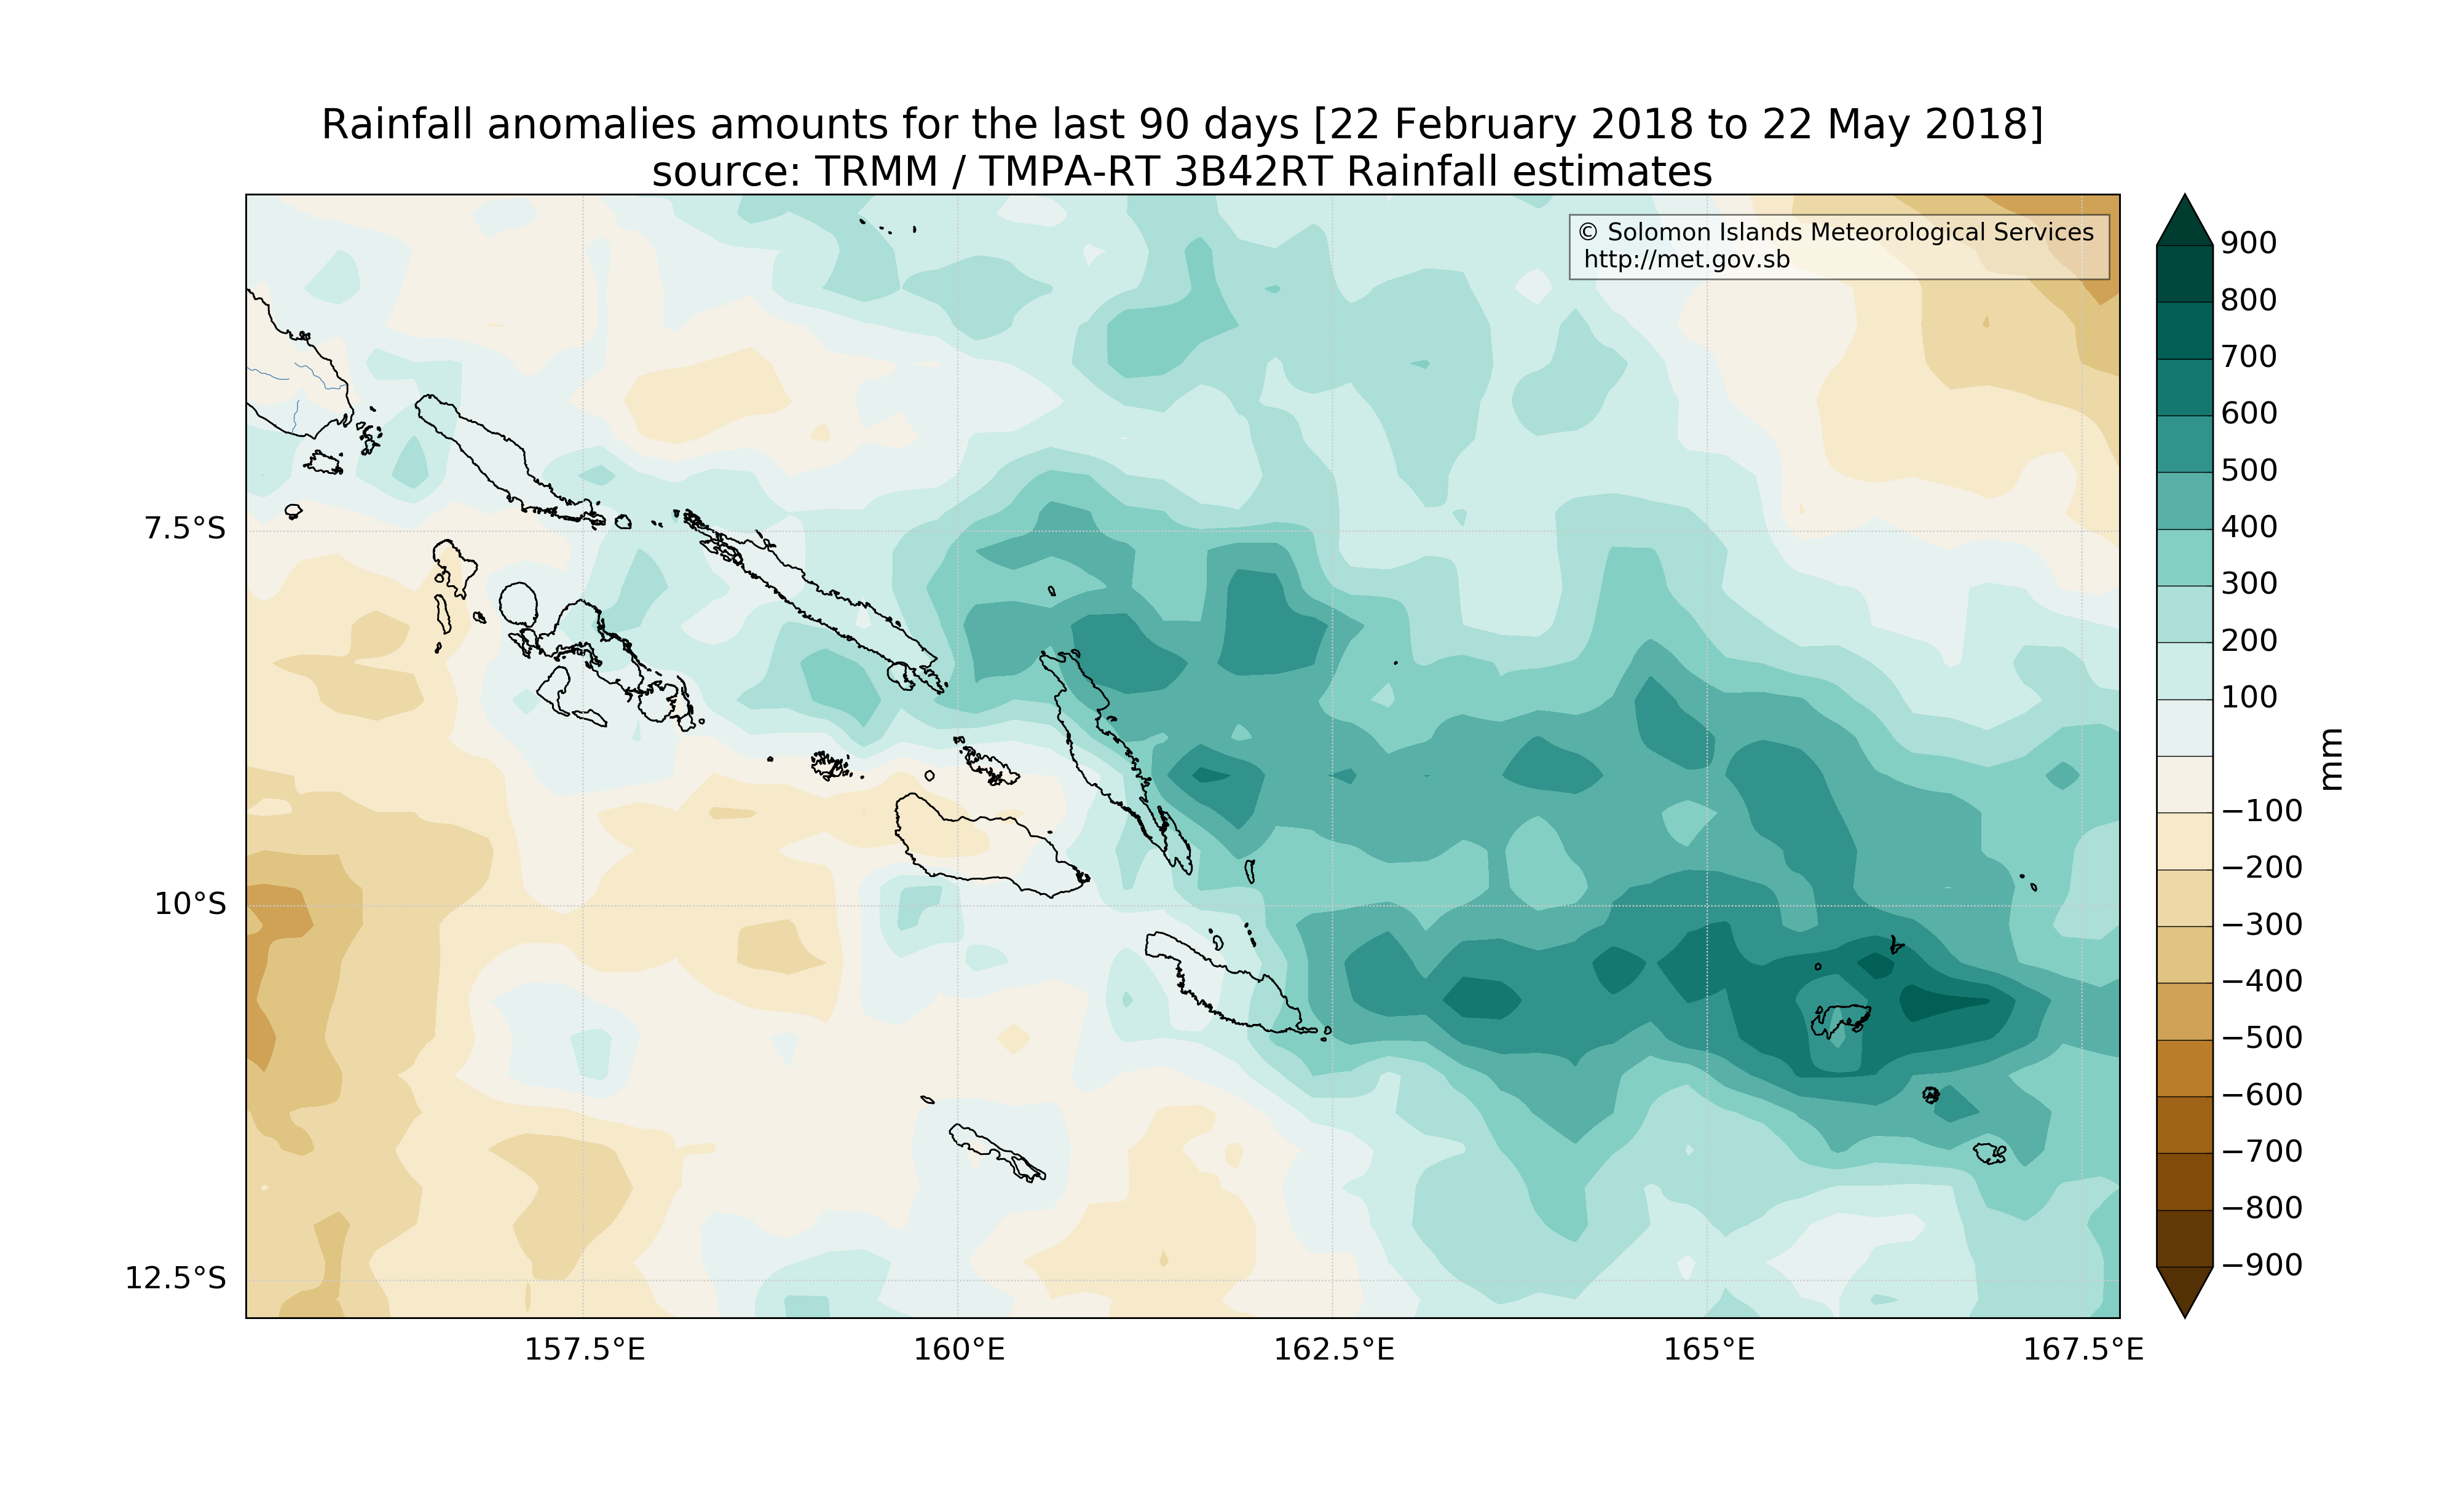 Rainfall anomalies amounts for the last 90 days [22 February 2018 to 22 May 2018]
source: TRMM / TMPA-RT 3B42RT Rainfall estimates
© Solomon Islands Meteorological Services
http://met.gov.sb
7.5°S
10°S
12.5°S
157.5°E
160°E
162.5°E
165°E
167.5°E
900
800
700
600
500
400
300
200
100
−100
−200
−300
−400
−500
−600
−700
−800
−900
mm